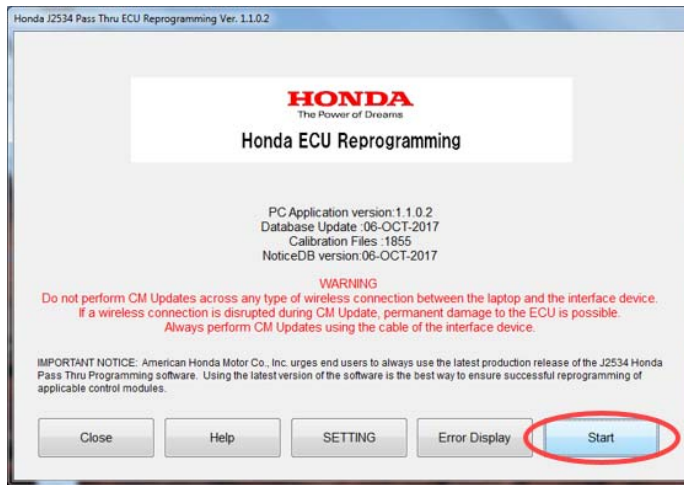 Honda J2534 Pass Thru ECU Reprogramming Ver. 1.1.0.2
HONDA
The Power of Dreams
Honda ECU Reprogramming
PC Application version:1.1.0.2
Database Update :06-OCT-2017
Calibration Files :1855
NoticeDB version:06-OCT-2017
WARNING
Do not perform CM Updates across any type of wireless connection between the laptop and the interface device.
If a wireless connection is disrupted during CM Update, permanent damage to the ECU is possible.
Always perform CM Updates using the cable of the interface device.
IMPORTANT NOTICE: American Honda Motor Co., Inc. urges end users to always use the latest production release of the J2534 Honda
Pass Thru Programming software. Using the latest version of the software is the best way to ensure successful reprogramming of
applicable control modules.
Close Help SETTING Error Display Start